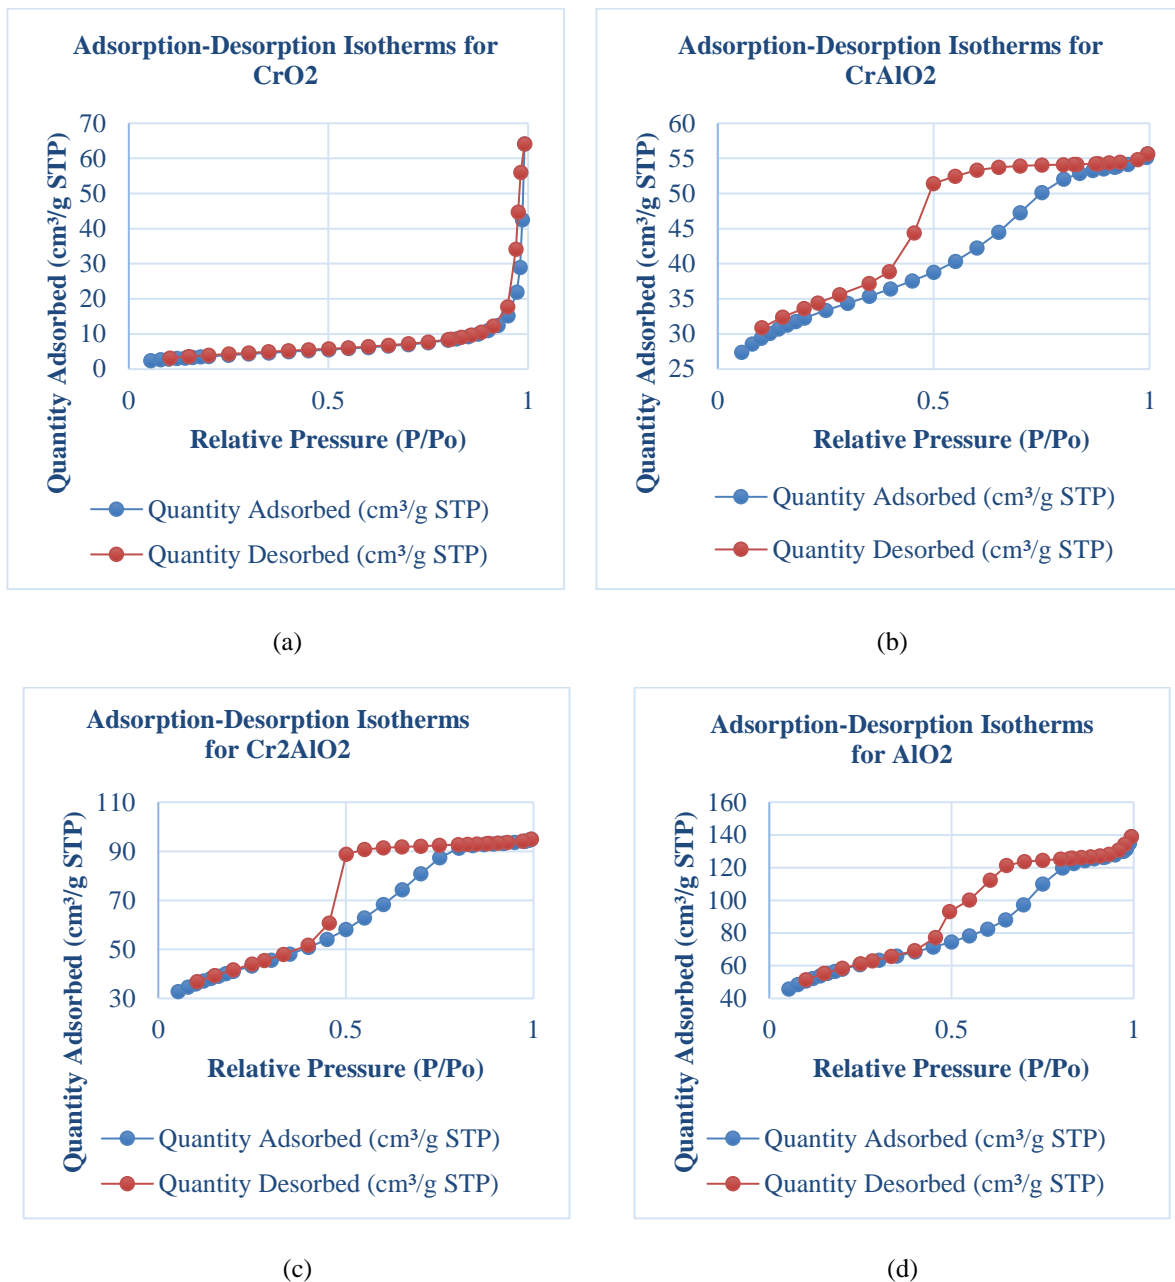 Adsorption-Desorption Isotherms for
CrO2
Quantity Adsorbed (cm³/g STP)
70
60
50
40
30
20
10
0
0
0.5
1
Relative Pressure (P/Po)
Quantity Adsorbed (cm³/g STP)
Quantity Desorbed (cm³/g STP)
(a)
Adsorption-Desorption Isotherms for
CrAlO2
Quantity Adsorbed (cm³/g STP)
60
55
50
45
40
35
30
25
0
0.5
1
Relative Pressure (P/Po)
Quantity Adsorbed (cm³/g STP)
Quantity Desorbed (cm³/g STP)
(b)
Adsorption-Desorption Isotherms
for Cr2AlO2
Quantity Adsorbed (cm³/g STP)
110
90
70
50
30
0
0.5
1
Relative Pressure (P/Po)
Quantity Adsorbed (cm³/g STP)
Quantity Desorbed (cm³/g STP)
(c)
Adsorption-Desorption Isotherms
for AlO2
Quantity Adsorbed (cm³/g STP)
160
140
120
100
80
60
40
0
0.5
1
Relative Pressure (P/Po)
Quantity Adsorbed (cm³/g STP)
Quantity Desorbed (cm³/g STP)
(d)